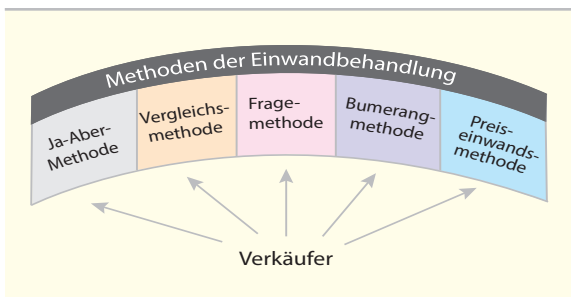 Methoden der Einwandbehandlung
Ja-Aber-
Methode
Vergleichs-
methode
Frage-
methode
Bumerang-
methode
Preis-
einwands-
methode
Verkäufer